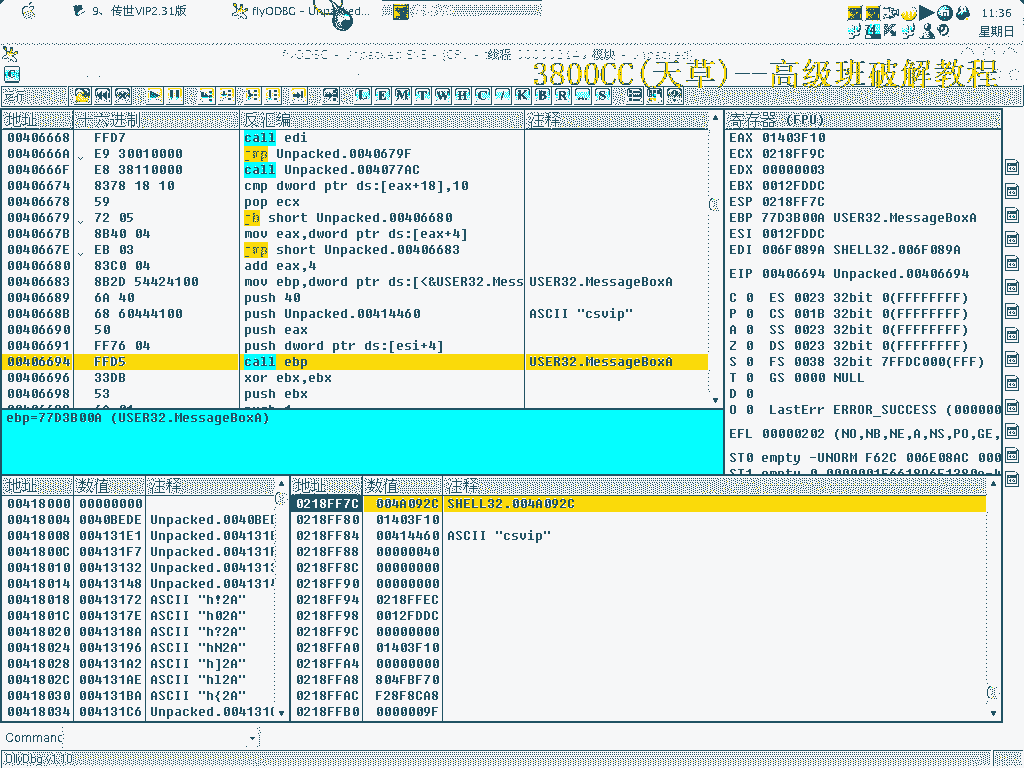 9、传世VIP2.31版
flyODBG - Unpacked...
11:36
星期日
3800CC(天草)--高级班破解教程
L E M T W H C / K B R ... S
地址 十六进制 反汇编 注释
00406668 FFD7 call edi
0040666A E9 30010000 jmp Unpacked.0040679F
0040666F E8 38110000 call Unpacked.004077AC
00406674 8378 18 10 cmp dword ptr ds:[eax+18],10
00406678 59 pop ecx
00406679 72 05 jb short Unpacked.00406680
0040667B 8B40 04 mov eax,dword ptr ds:[eax+4]
0040667E EB 03 jmp short Unpacked.00406683
00406680 83C0 04 add eax,4
00406683 8B2D 54424100 mov ebp,dword ptr ds:[<&USER32.Mess USER32.MessageBoxA
00406689 6A 40 push 40
0040668B 68 60444100 push Unpacked.00414460 ASCII "csvip"
00406690 50 push eax
00406691 FF76 04 push dword ptr ds:[esi+4]
00406694 FFD5 call ebp USER32.MessageBoxA
00406696 33DB xor ebx,ebx
00406698 53 push ebx
ebp=77D3B00A (USER32.MessageBoxA)
寄存器 (FPU)
EAX 01403F10
ECX 0218FF9C
EDX 00000003
EBX 0012FDDC
ESP 0218FF7C
EBP 77D3B00A USER32.MessageBoxA
ESI 0012FDDC
EDI 006F089A SHELL32.006F089A
EIP 00406694 Unpacked.00406694
C 0 ES 0023 32bit 0(FFFFFFFF)
P 0 CS 001B 32bit 0(FFFFFFFF)
A 0 SS 0023 32bit 0(FFFFFFFF)
Z 0 DS 0023 32bit 0(FFFFFFFF)
S 0 FS 0038 32bit 7FFDC000(FFF)
T 0 GS 0000 NULL
D 0
O 0 LastErr ERROR_SUCCESS (000000
EFL 00000202 (NO,NB,NE,A,NS,PO,GE,
ST0 empty -UNORM F62C 006E08AC 000
地址 数值 注释
00418000 00000000
00418004 0040BEDE Unpacked.0040BED
00418008 004131E1 Unpacked.004131E
0041800C 004131F7 Unpacked.004131F
00418010 00413132 Unpacked.0041313
00418014 00413148 Unpacked.0041314
00418018 00413172 ASCII "h!2A"
0041801C 0041317E ASCII "h02A"
00418020 0041318A ASCII "h?2A"
00418024 00413196 ASCII "hN2A"
00418028 004131A2 ASCII "h]2A"
0041802C 004131AE ASCII "hl2A"
00418030 004131BA ASCII "h{2A"
00418034 004131C6 Unpacked.004131C
地址 数值 注释
0218FF7C 004A092C SHELL32.004A092C
0218FF80 01403F10
0218FF84 00414460 ASCII "csvip"
0218FF88 00000040
0218FF8C 00000000
0218FF90 00000000
0218FF94 0218FFEC
0218FF98 0012FDDC
0218FF9C 00000000
0218FFA0 01403F10
0218FFA4 00000000
0218FFA8 804FBF70
0218FFAC F28F8CA8
0218FFB0 0000009F
Command